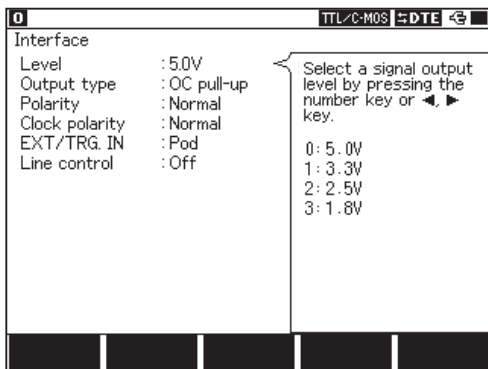 0 TTL/C-MOS ⇆DTE
Interface
Level :5.0V
Output type :OC pull-up
Polarity :Normal
Clock polarity :Normal
EXT/TRG. IN :Pod
Line control :Off
Select a signal output
level by pressing the
number key or ◀, ▶
key.
0:5.0V
1:3.3V
2:2.5V
3:1.8V